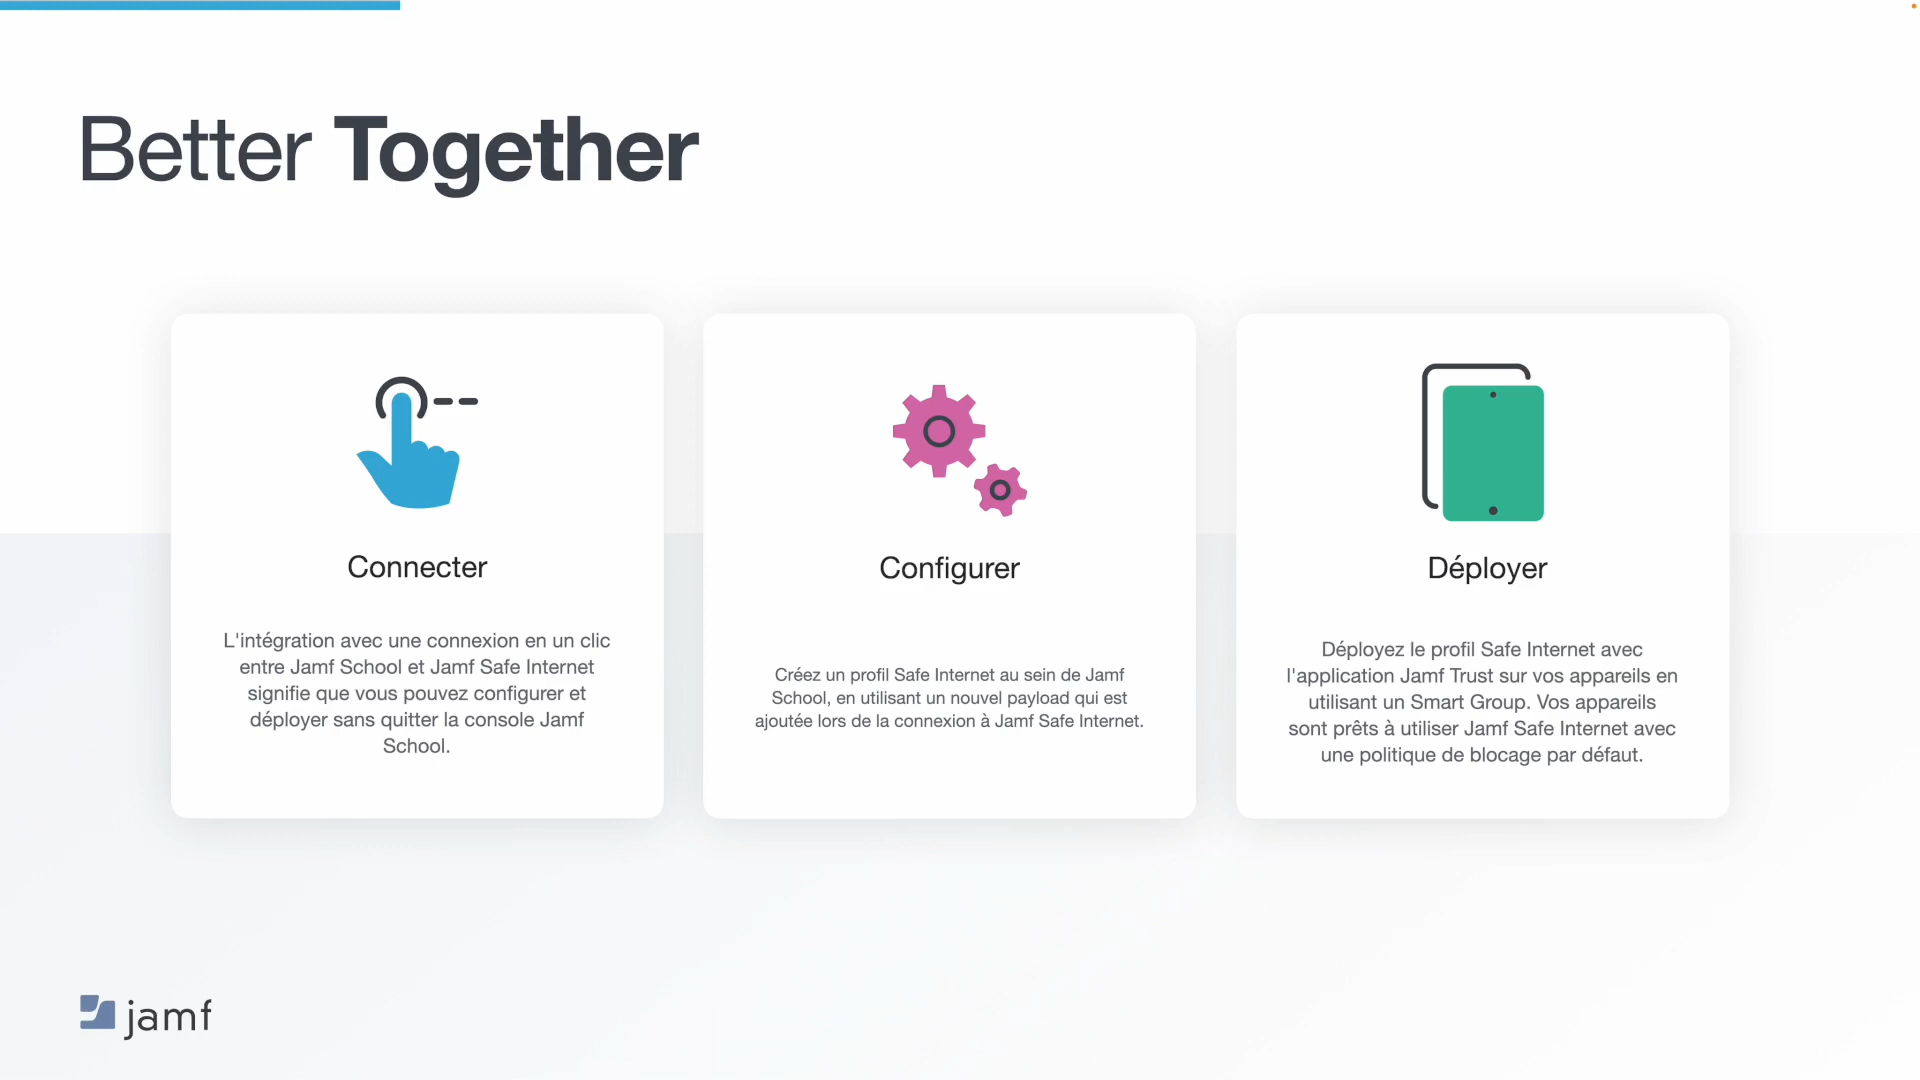 Better Together
Connecter
L'intégration avec une connexion en un clic
entre Jamf School et Jamf Safe Internet
signifie que vous pouvez configurer et
déployer sans quitter la console Jamf
School.
Configurer
Créez un profil Safe Internet au sein de Jamf
School, en utilisant un nouvel payload qui est
ajoutée lors de la connexion à Jamf Safe Internet.
Déployer
Déployez le profil Safe Internet avec
l'application Jamf Trust sur vos appareils en
utilisant un Smart Group. Vos appareils
sont prêts à utiliser Jamf Safe Internet avec
une politique de blocage par défaut.
jamf